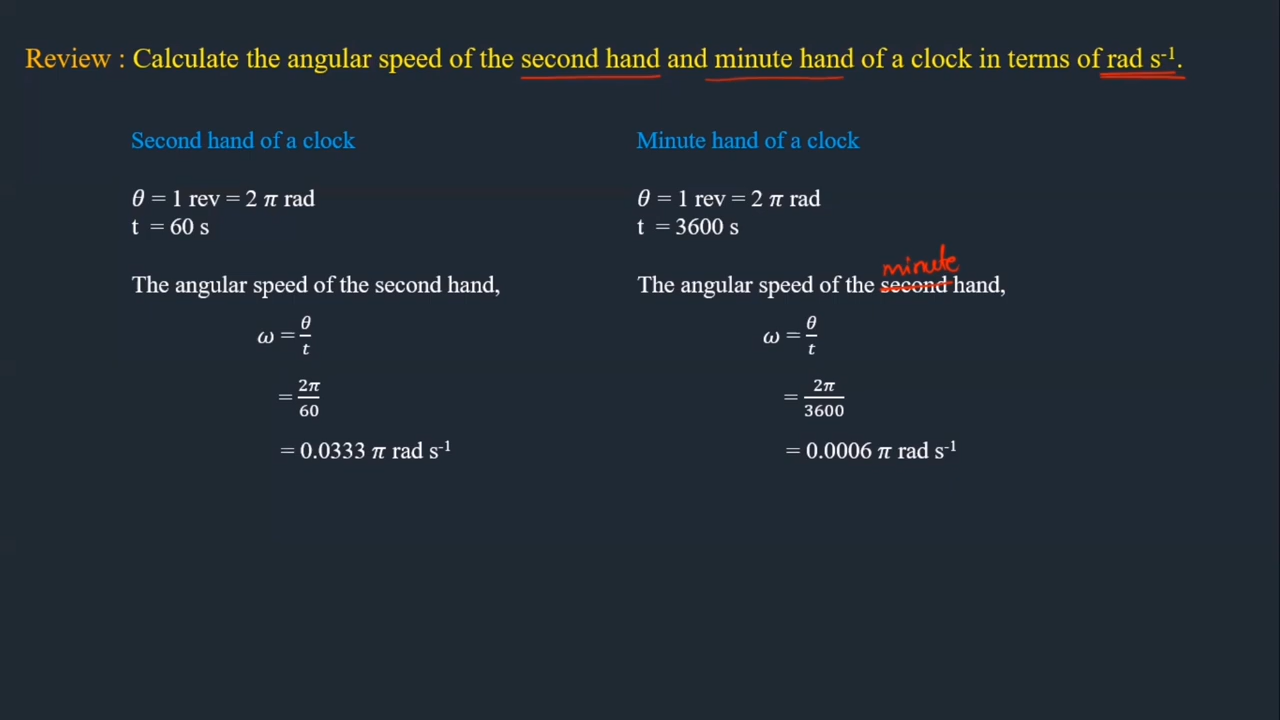 Review : Calculate the angular speed of the second hand and minute hand of a clock in terms of rad s⁻¹.
Second hand of a clock
θ = 1 rev = 2 π rad
t = 60 s
The angular speed of the second hand,
ω = θ/t
= 2π/60
= 0.0333 π rad s⁻¹
Minute hand of a clock
θ = 1 rev = 2 π rad
t = 3600 s
minute
The angular speed of the second hand,
ω = θ/t
= 2π/3600
= 0.0006 π rad s⁻¹